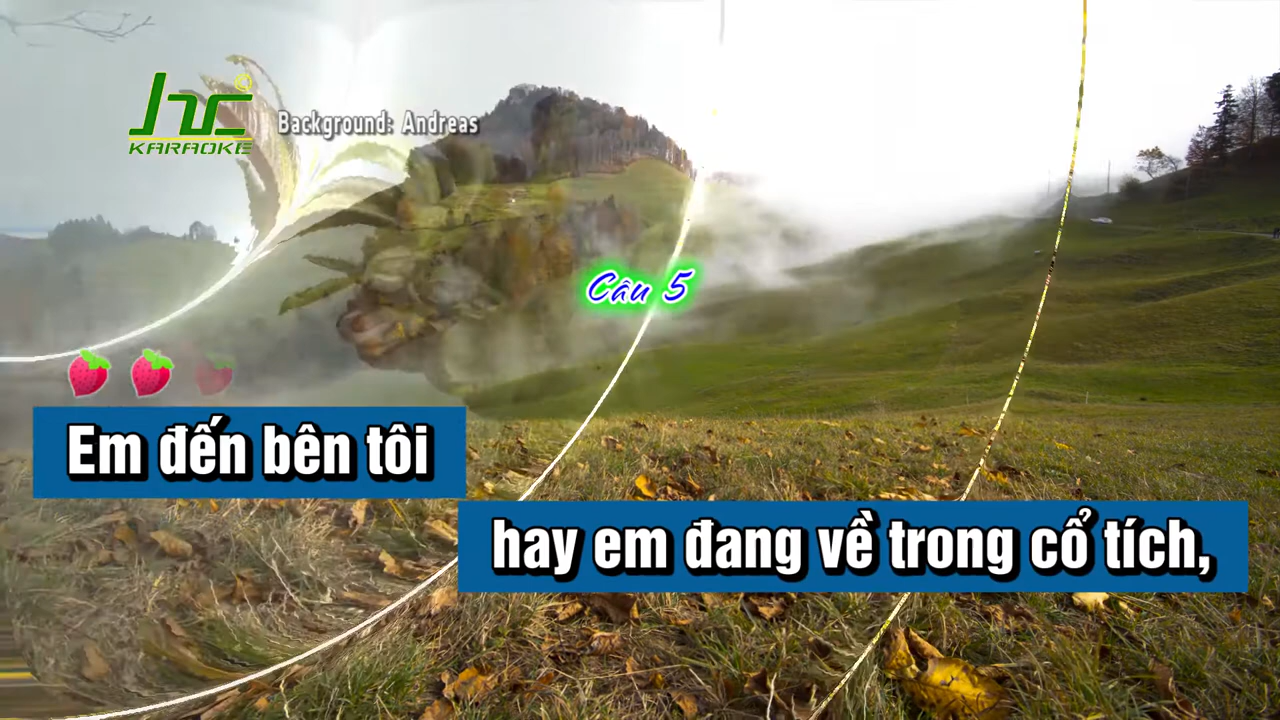 HC
KARAOKE
Background: Andreas
Câu 5
Em đến bên tôi
hay em đang về trong cổ tích,